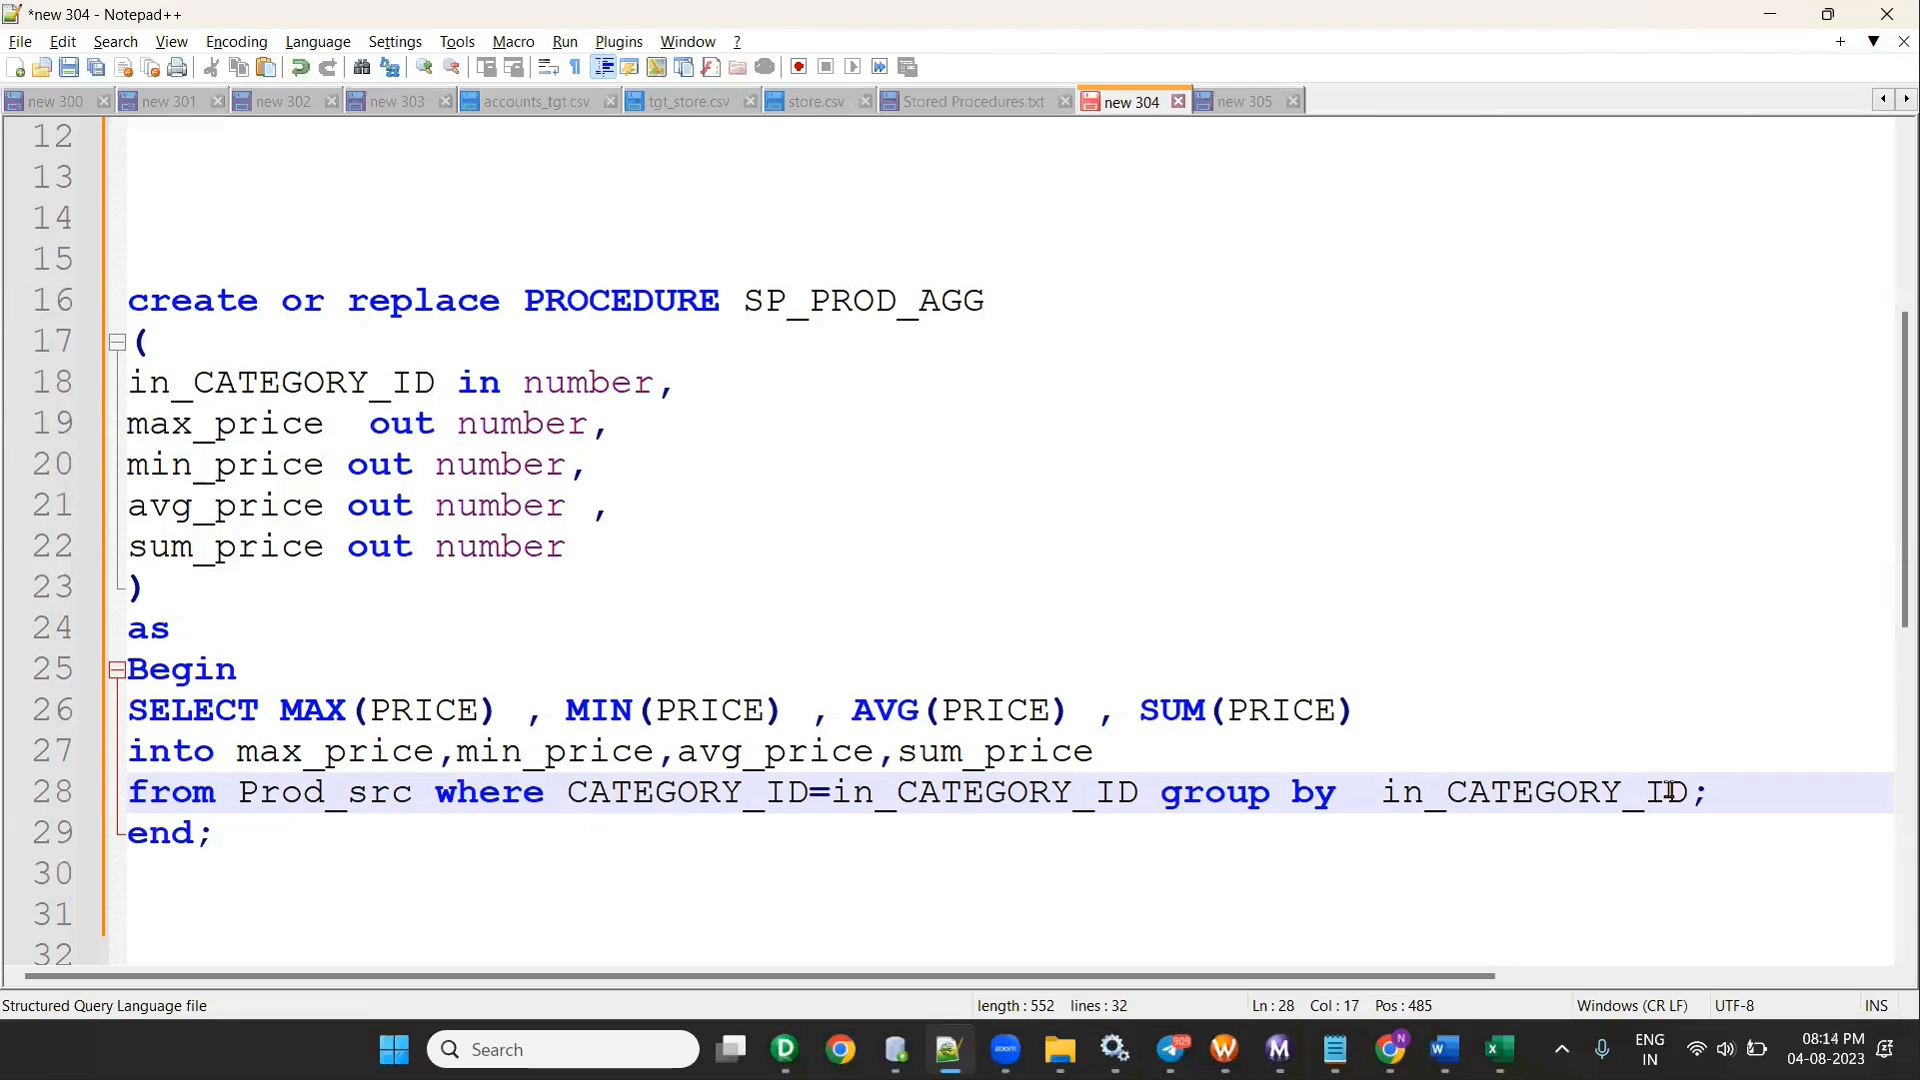 *new 304 - Notepad++
File Edit Search View Encoding Language Settings Tools Macro Run Plugins Window ?
new 300 new 301 new 302 new 303 accounts_tgt.csv tgt_store.csv store.csv Stored Procedures.txt new 304 new 305
12
13
14
15
16 create or replace PROCEDURE SP_PROD_AGG
17 (
18 in_CATEGORY_ID in number,
19 max_price  out number,
20 min_price out number,
21 avg_price out number ,
22 sum_price out number
23 )
24 as
25 Begin
26 SELECT MAX(PRICE) , MIN(PRICE) , AVG(PRICE) , SUM(PRICE)
27 into max_price,min_price,avg_price,sum_price
28 from Prod_src where CATEGORY_ID=in_CATEGORY_ID group by  in_CATEGORY_ID;
29 end;
30
31
32
Structured Query Language file length : 552 lines : 32 Ln : 28 Col : 17 Pos : 485 Windows (CR LF) UTF-8 INS
Search 909 zoom N ENG 08:14 PM
IN 04-08-2023